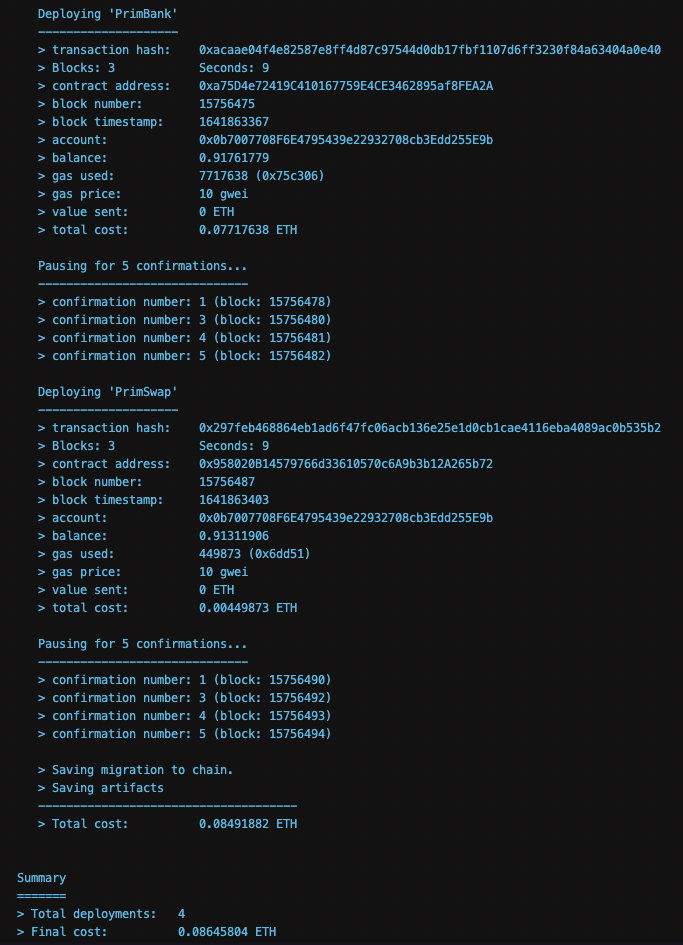 Deploying 'PrimBank'
--------------------
> transaction hash:    0xacaae04f4e82587e8ff4d87c97544d0db17fbf1107d6ff3230f84a63404a0e40
> Blocks: 3            Seconds: 9
> contract address:    0xa75D4e72419C410167759E4CE3462895af8FEA2A
> block number:        15756475
> block timestamp:     1641863367
> account:             0x0b7007708F6E4795439e22932708cb3Edd255E9b
> balance:             0.91761779
> gas used:            7717638 (0x75c306)
> gas price:           10 gwei
> value sent:          0 ETH
> total cost:          0.07717638 ETH
Pausing for 5 confirmations...
------------------------------
> confirmation number: 1 (block: 15756478)
> confirmation number: 3 (block: 15756480)
> confirmation number: 4 (block: 15756481)
> confirmation number: 5 (block: 15756482)
Deploying 'PrimSwap'
--------------------
> transaction hash:    0x297feb468864eb1ad6f47fc06acb136e25e1d0cb1cae4116eba4089ac0b535b2
> Blocks: 3            Seconds: 9
> contract address:    0x958020B14579766d33610570c6A9b3b12A265b72
> block number:        15756487
> block timestamp:     1641863403
> account:             0x0b7007708F6E4795439e22932708cb3Edd255E9b
> balance:             0.91311906
> gas used:            449873 (0x6dd51)
> gas price:           10 gwei
> value sent:          0 ETH
> total cost:          0.00449873 ETH
Pausing for 5 confirmations...
------------------------------
> confirmation number: 1 (block: 15756490)
> confirmation number: 3 (block: 15756492)
> confirmation number: 4 (block: 15756493)
> confirmation number: 5 (block: 15756494)
> Saving migration to chain.
> Saving artifacts
-------------------------------------
> Total cost:          0.08491882 ETH
Summary
=======
> Total deployments:   4
> Final cost:          0.08645804 ETH